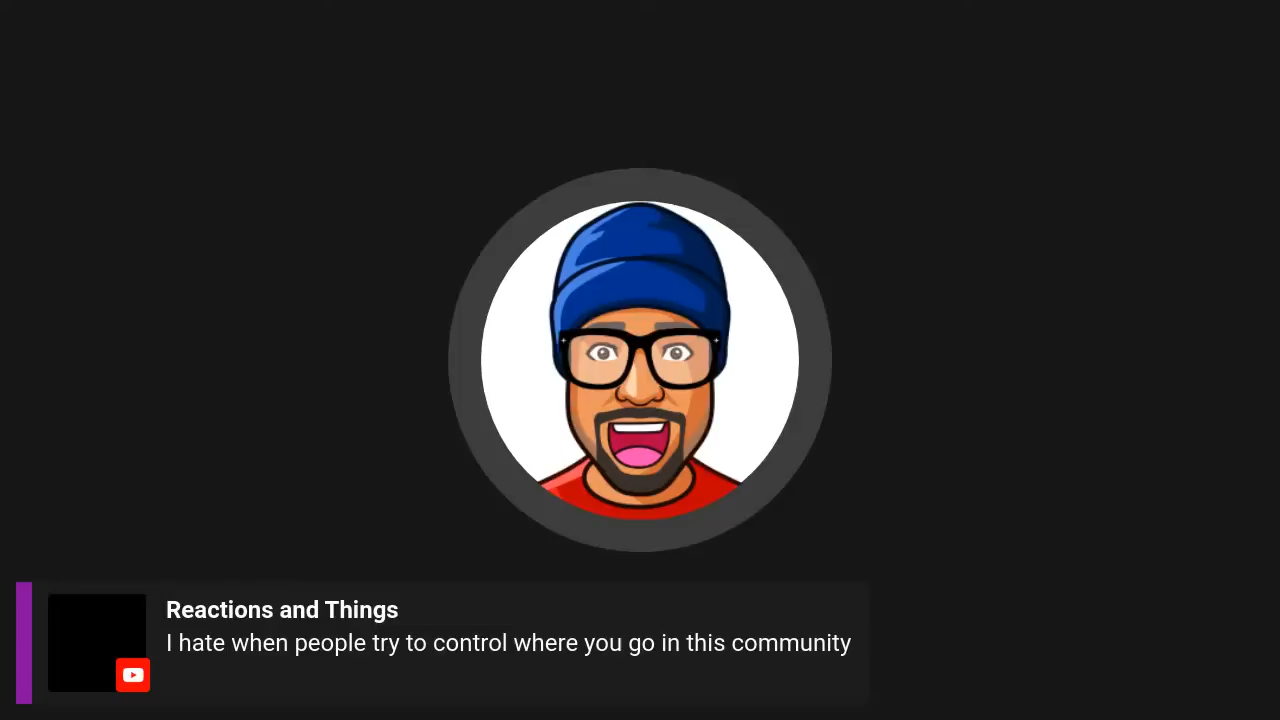 Reactions and Things
I hate when people try to control where you go in this community